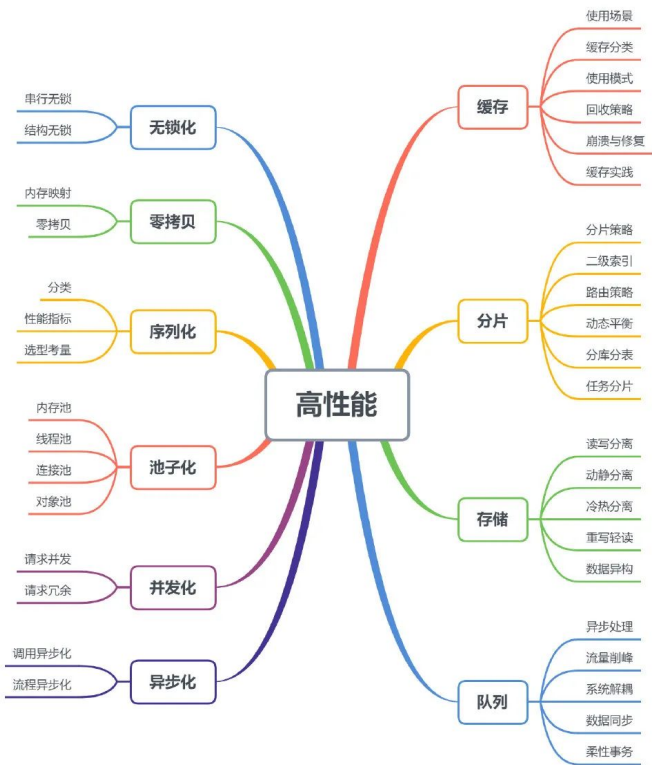 高性能
无锁化
串行无锁
结构无锁
零拷贝
内存映射
零拷贝
序列化
分类
性能指标
选型考量
池子化
内存池
线程池
连接池
对象池
并发化
请求并发
请求冗余
异步化
调用异步化
流程异步化
缓存
使用场景
缓存分类
使用模式
回收策略
崩溃与修复
缓存实践
分片
分片策略
二级索引
路由策略
动态平衡
分库分表
任务分片
存储
读写分离
动静分离
冷热分离
重写轻读
数据异构
队列
异步处理
流量削峰
系统解耦
数据同步
柔性事务